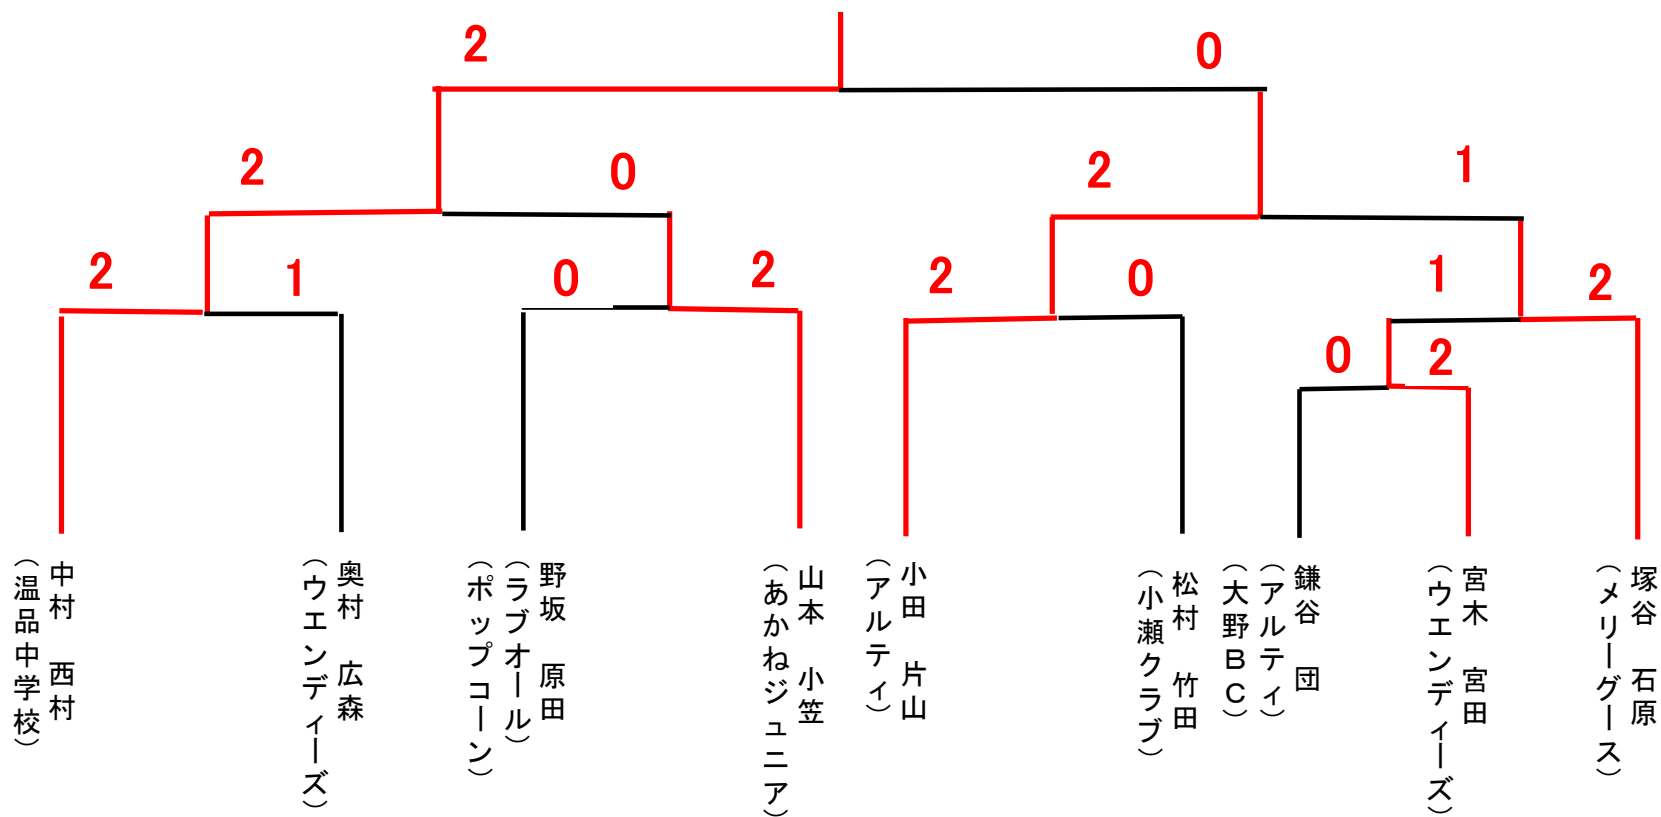 2
0
2
0
2
1
2
1
0
2
2
0
1
2
0
2
中村 西村
（温品中学校）
奥村 広森
（ウエンディーズ）
野坂 原田
（ラブオール）
（ポップコーン）
山本 小笠
（あかねジュニア）
小田 片山
（アルティ）
松村 竹田
（小瀬クラブ）
鎌谷 団
（アルティ）
（大野ＢＣ）
宮木 宮田
（ウエンディーズ）
塚谷 石原
（メリーグース）